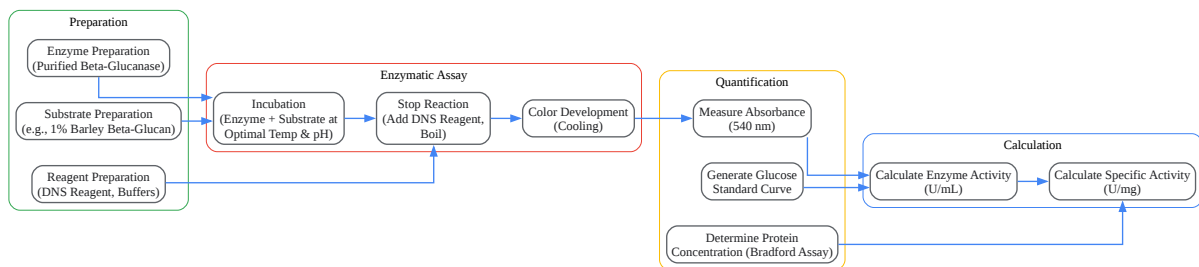 Preparation
Enzyme Preparation
(Purified Beta-Glucanase)
Substrate Preparation
(e.g., 1% Barley Beta-Glucan)
Reagent Preparation
(DNS Reagent, Buffers)
Enzymatic Assay
Incubation
(Enzyme + Substrate at
Optimal Temp & pH)
Stop Reaction
(Add DNS Reagent,
Boil)
Color Development
(Cooling)
Quantification
Measure Absorbance
(540 nm)
Generate Glucose
Standard Curve
Determine Protein
Concentration (Bradford Assay)
Calculation
Calculate Enzyme Activity
(U/mL)
Calculate Specific Activity
(U/mg)